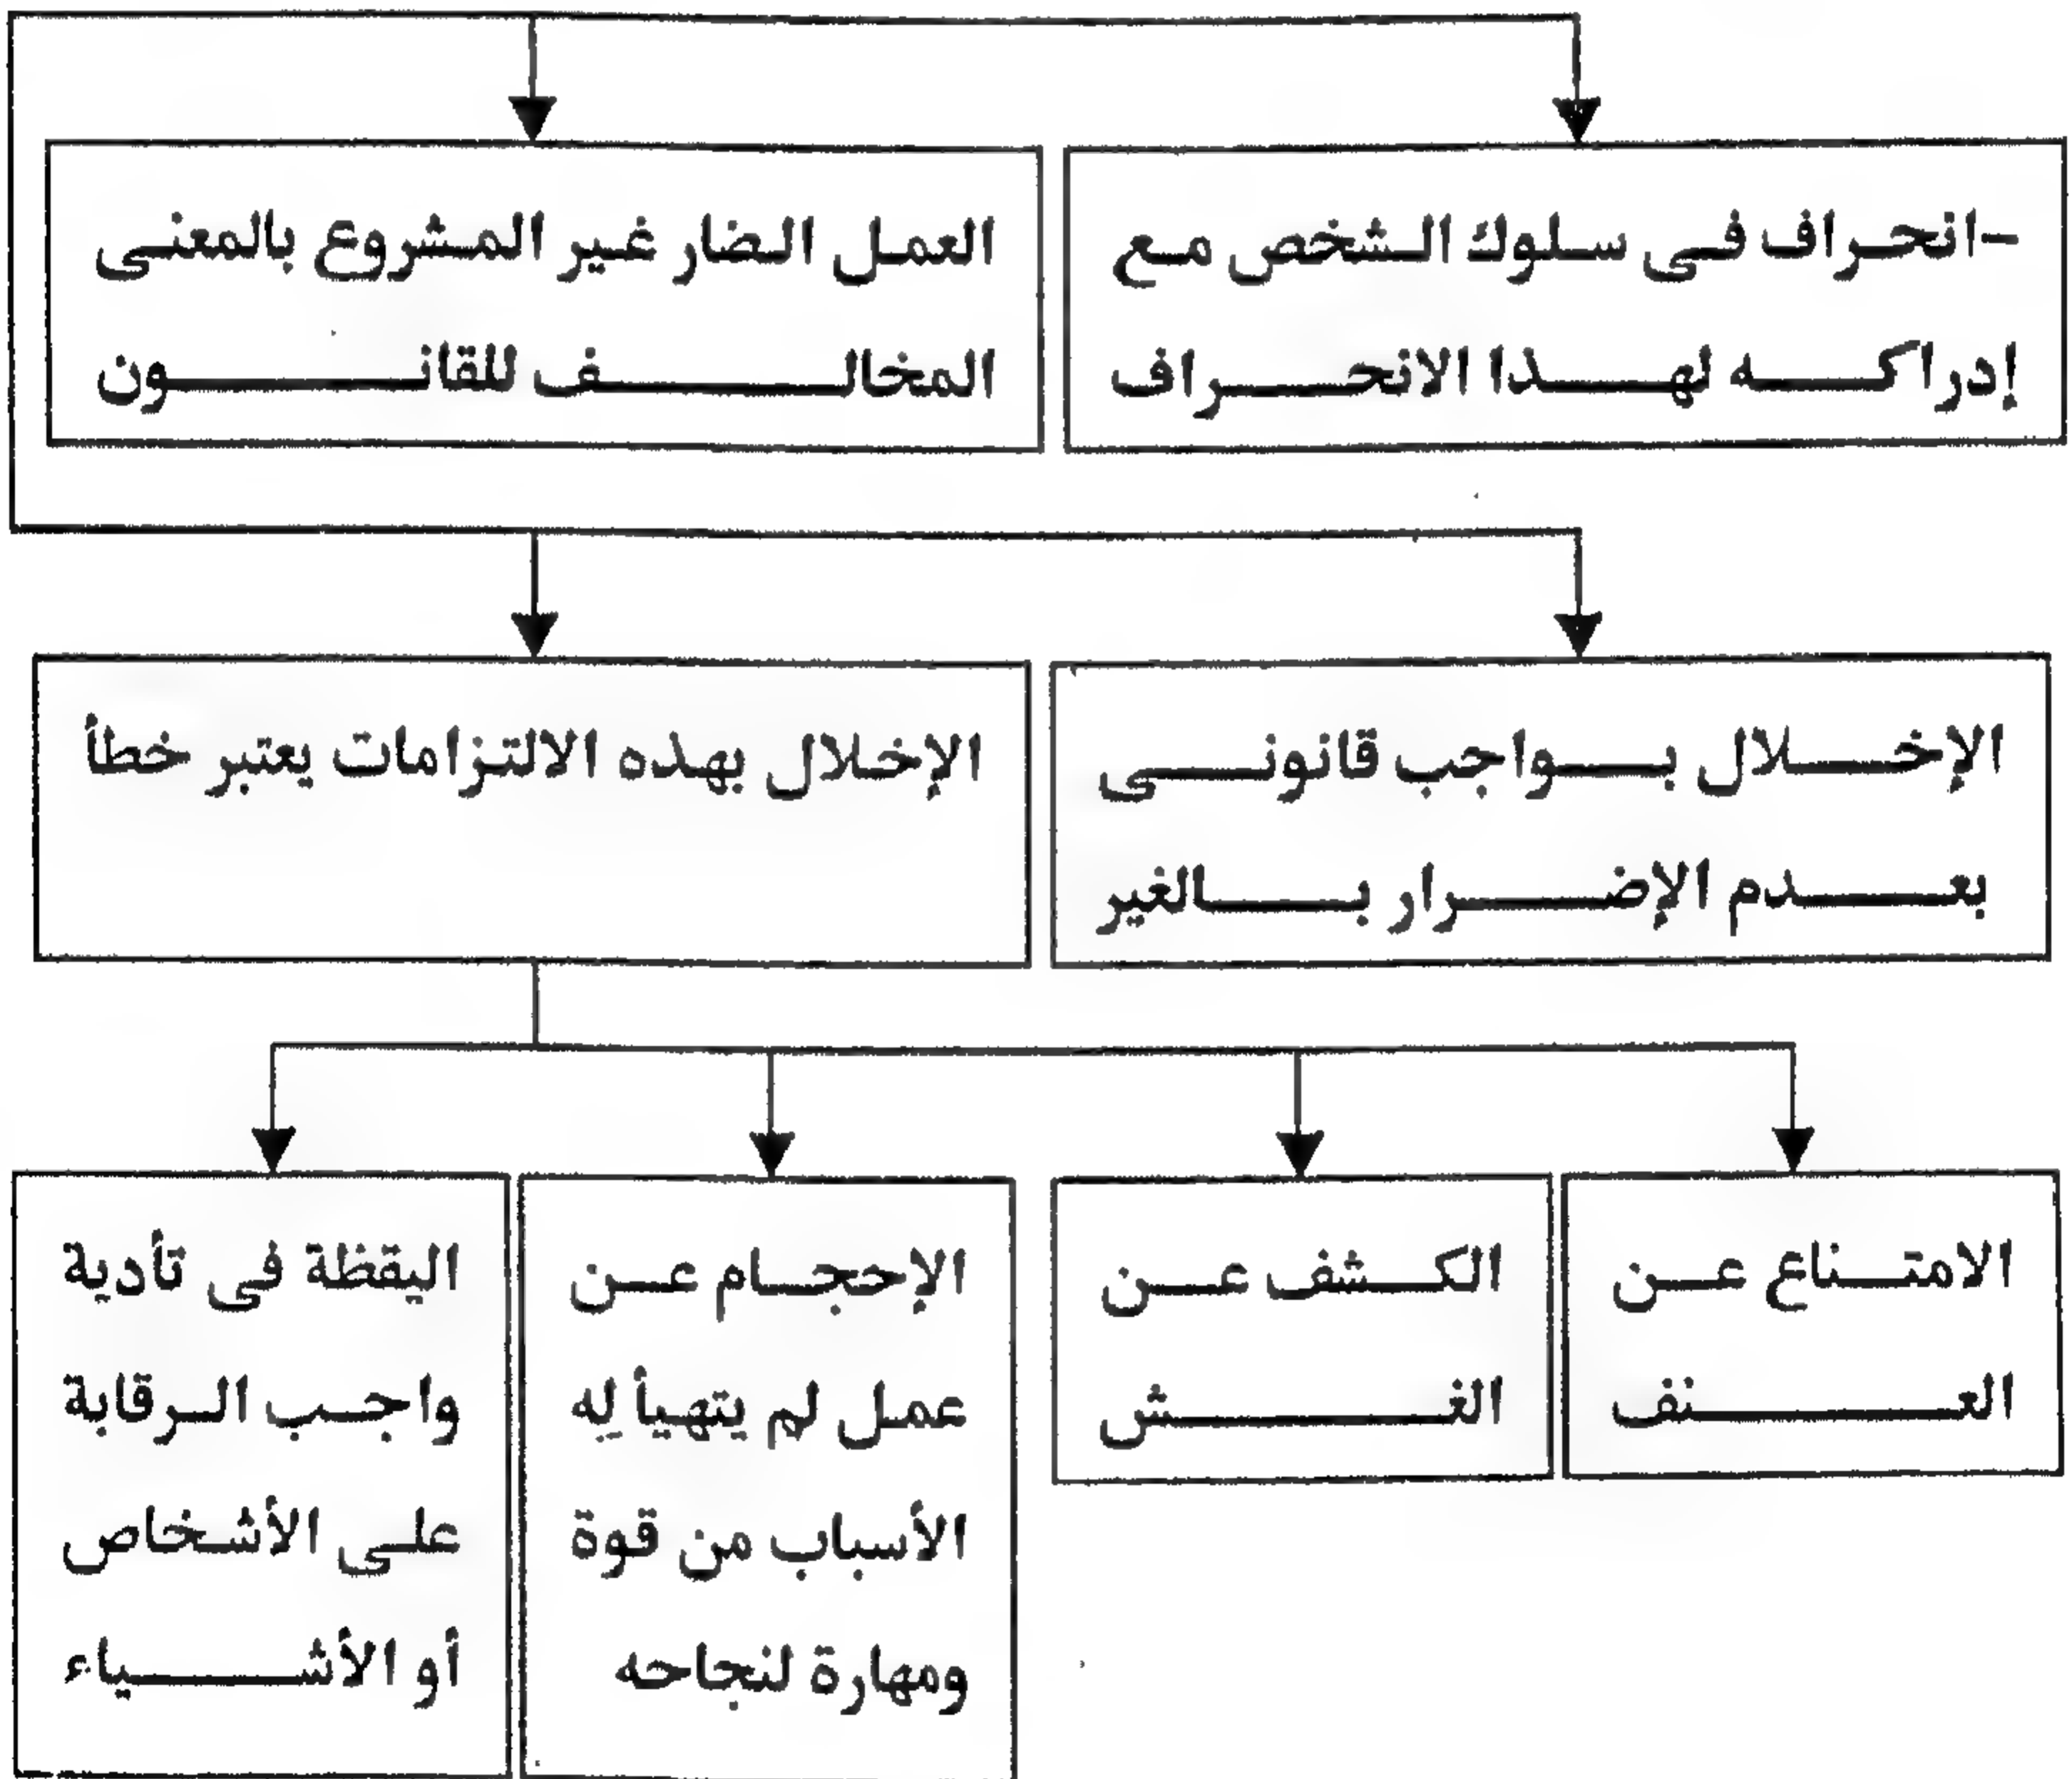 -انحراف فى سلوك الشخص مع
إدراكه لهذا الانحراف
العمل الضار غير المشروع بالمعنى
المخالف للقانون
الإخلال بواجب قانونى
بعدم الإضرار بالغير
الإخلال بهذه الالتزامات يعتبر خطأ
الامتناع عن
العنف
الكشف عن
الغش
الإحجام عن
عمل لم يتهيأ له
الأسباب من قوة
ومهارة لنجاحه
اليقظة فى تأدية
واجب الرقابة
على الأشخاص
أو الأشياء